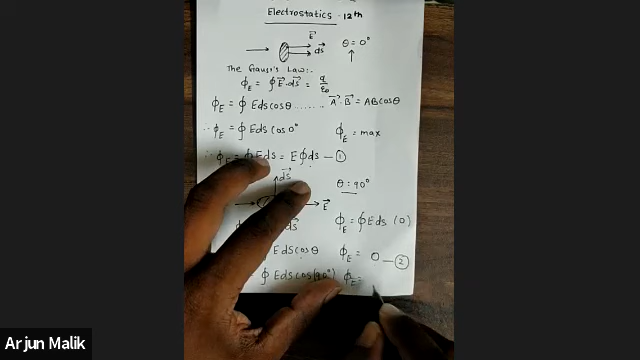 Electrostatics - 12th
E⃗
ds⃗
θ = 0°
The Gauss's Law:-
ϕE = ∮ E⃗ · ds⃗ = q/ε0
ϕE = ∮ Eds cosθ ....... A⃗ · B⃗ = AB cosθ
∴ ϕE = ∮ Eds cos 0° ϕE = max
∴ ϕE = ∮ Eds = E ∮ ds — ①
ds⃗
θ = 90°
E⃗
ds⃗ ϕE = ∮ Eds (0)
Eds cosθ ϕE = 0 — ②
∮ Eds cos(90°) ϕE =
Arjun Malik